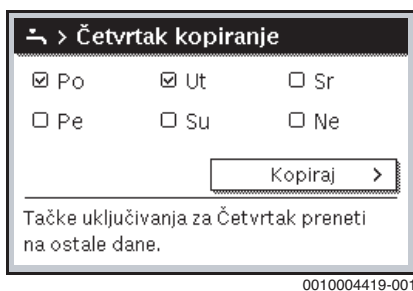 > Četvrtak kopiranje
Po Ut Sr
Pe Su Ne
Kopiraj >
Tačke uključivanja za Četvrtak preneti
na ostale dane.
0010004419-001